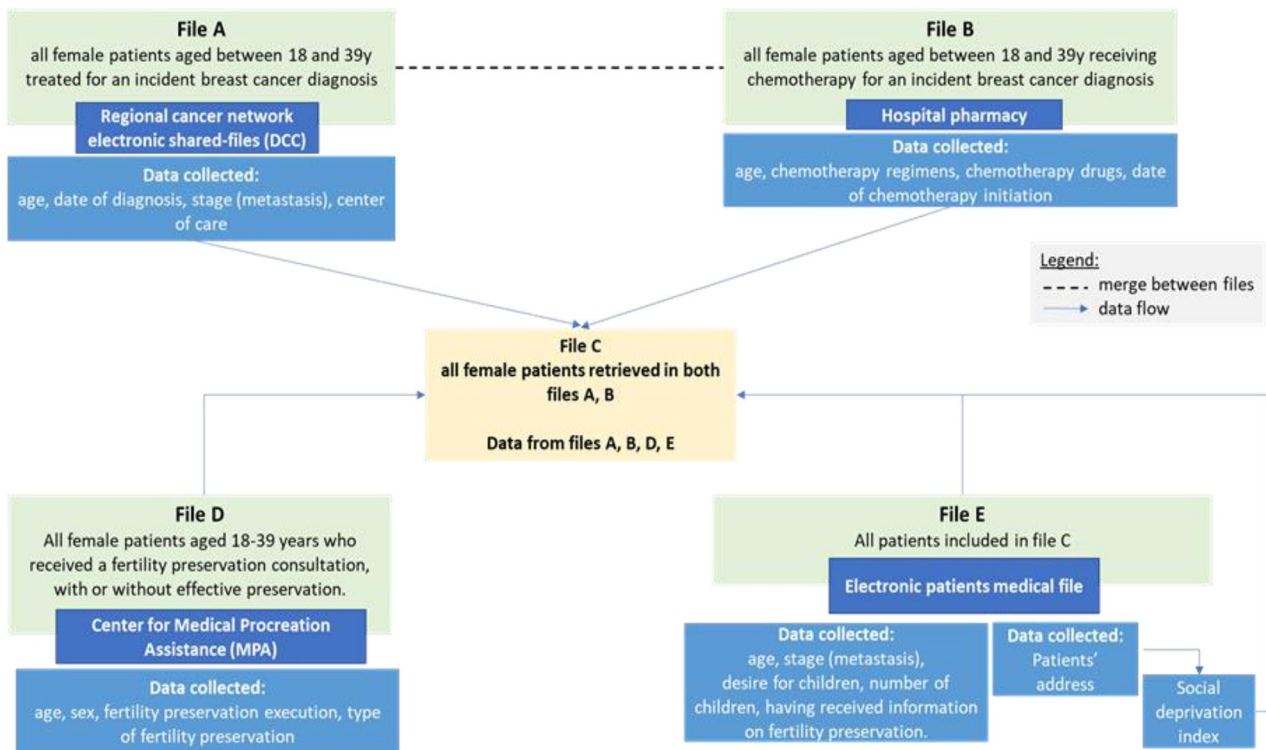 File A
all female patients aged between 18 and 39y
treated for an incident breast cancer diagnosis
Regional cancer network
electronic shared-files (DCC)
Data collected:
age, date of diagnosis, stage (metastasis), center
of care
File B
all female patients aged between 18 and 39y receiving
chemotherapy for an incident breast cancer diagnosis
Hospital pharmacy
Data collected:
age, chemotherapy regimens, chemotherapy drugs, date
of chemotherapy initiation
Legend:
merge between files
data flow
File C
all female patients retrieved in both
files A, B
Data from files A, B, D, E
File D
All female patients aged 18-39 years who
received a fertility preservation consultation,
with or without effective preservation.
Center for Medical Procreation
Assistance (MPA)
Data collected:
age, sex, fertility preservation execution, type
of fertility preservation
File E
All patients included in file C
Electronic patients medical file
Data collected:
age, stage (metastasis),
desire for children, number of
children, having received information
on fertility preservation.
Data collected:
Patients'
address
Social
deprivation
index